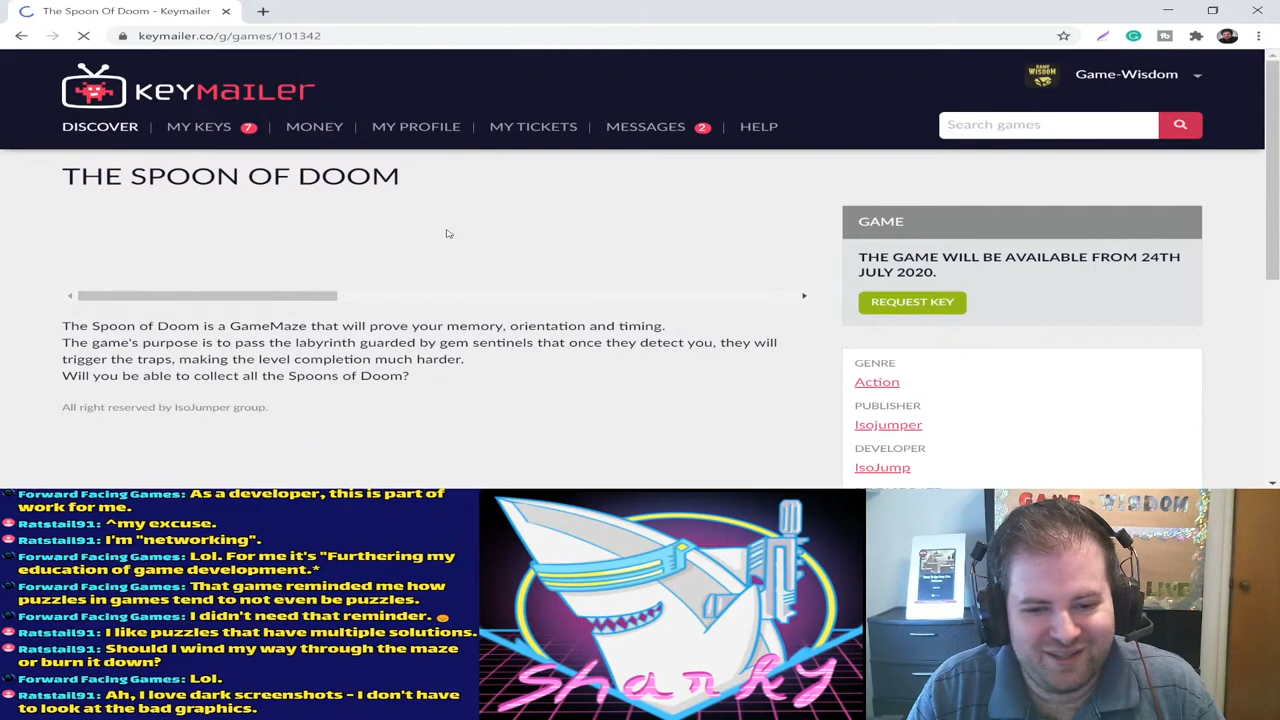 The Spoon Of Doom - Keymailer
keymailer.co/g/games/101342
KEYMAILER
GAME WISDOM
Game-Wisdom
DISCOVER
MY KEYS 7
MONEY
MY PROFILE
MY TICKETS
MESSAGES 2
HELP
Search games
THE SPOON OF DOOM
GAME
THE GAME WILL BE AVAILABLE FROM 24TH
JULY 2020.
REQUEST KEY
The Spoon of Doom is a GameMaze that will prove your memory, orientation and timing.
The game's purpose is to pass the labyrinth guarded by gem sentinels that once they detect you, they will
trigger the traps, making the level completion much harder.
Will you be able to collect all the Spoons of Doom?
All right reserved by IsoJumper group.
GENRE
Action
PUBLISHER
Isojumper
DEVELOPER
IsoJump
Forward Facing Games: As a developer, this is part of
work for me.
Ratstail91: ^my excuse.
Ratstail91: I'm "networking".
Forward Facing Games: Lol. For me it's "Furthering my
education of game development.*
Forward Facing Games: That game reminded me how
puzzles in games tend to not even be puzzles.
Forward Facing Games: I didn't need that reminder.
Ratstail91: I like puzzles that have multiple solutions.
Ratstail91: Should I wind my way through the maze
or burn it down?
Forward Facing Games: Lol.
Ratstail91: Ah, I love dark screenshots - I don't have
to look at the bad graphics.
Sharky
GAME WISDOM
LIVE